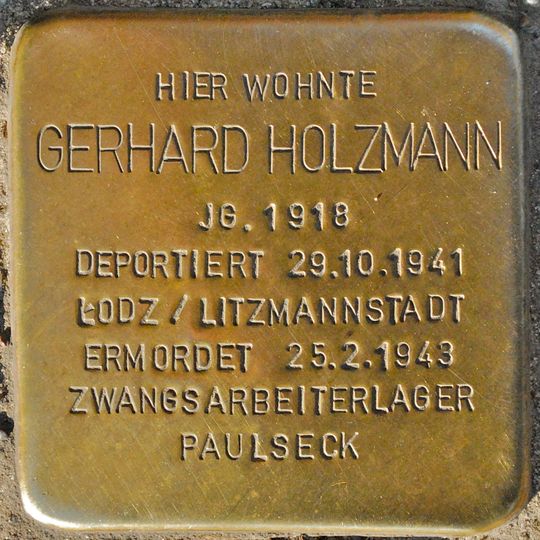 HIER WOHNTE
GERHARD HOLZMANN
JG. 1918
DEPORTIERT 29.10.1941
ŁODZ / LITZMANNSTADT
ERMORDET 25.2.1943
ZWANGSARBEITERLAGER
PAULSECK